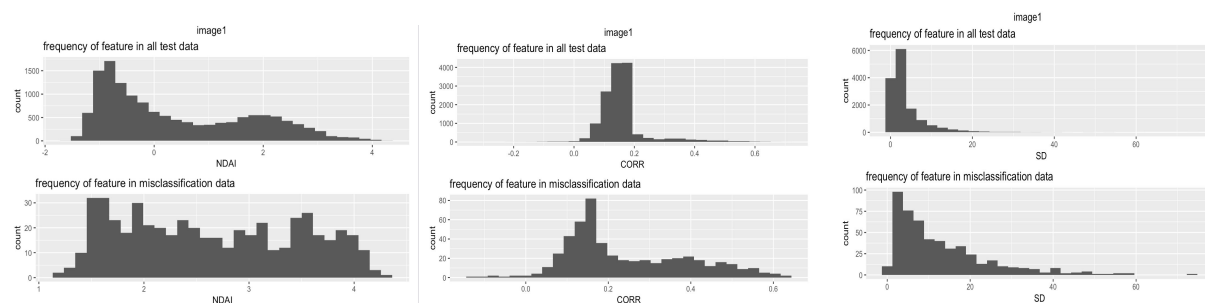 image1
frequency of feature in all test data
1500
1000
500
0
count
-2
0
2
4
NDAI
frequency of feature in misclassification data
30
20
10
0
count
1
2
3
4
NDAI
image1
frequency of feature in all test data
4000
3000
2000
1000
0
count
-0.2
0.0
0.2
0.4
0.6
CORR
frequency of feature in misclassification data
80
60
40
20
0
count
0.0
0.2
0.4
0.6
CORR
image1
frequency of feature in all test data
6000
4000
2000
0
count
0
20
40
60
SD
frequency of feature in misclassification data
100
75
50
25
0
count
0
20
40
60
SD